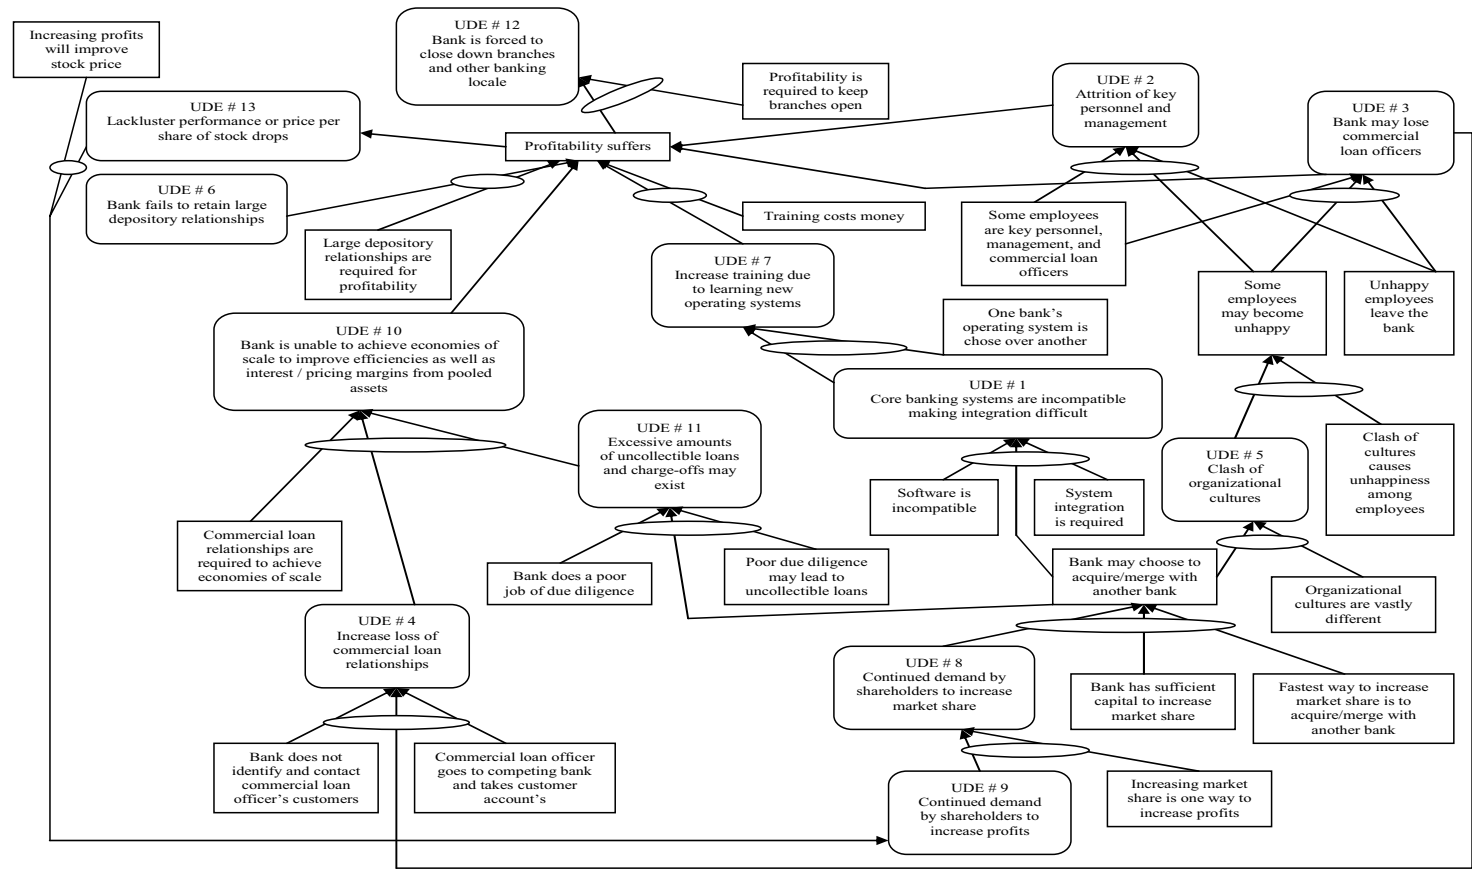 Increasing profits
will improve
stock price
UDE # 12
Bank is forced to
close down branches
and other banking
locale
Profitability is
required to keep
branches open
UDE # 2
Attrition of key
personnel and
management
UDE # 3
Bank may lose
commercial
loan officers
UDE # 13
Lackluster performance or price per
share of stock drops
Profitability suffers
UDE # 6
Bank fails to retain large
depository relationships
Training costs money
Some employees
are key personnel,
management, and
commercial loan
officers
Large depository
relationships are
required for
profitability
UDE # 7
Increase training due
to learning new
operating systems
Some
employees
may become
unhappy
Unhappy
employees
leave the
bank
One bank's
operating system is
chose over another
UDE # 10
Bank is unable to achieve economies of
scale to improve efficiencies as well as
interest / pricing margins from pooled
assets
UDE # 1
Core banking systems are incompatible
making integration difficult
UDE # 11
Excessive amounts
of uncollectible loans
and charge-offs may
exist
UDE # 5
Clash of
organizational
cultures
Clash of
cultures
causes
unhappiness
among
employees
Software is
incompatible
System
integration
is required
Commercial loan
relationships are
required to achieve
economies of scale
Bank does a poor
job of due diligence
Poor due diligence
may lead to
uncollectible loans
Bank may choose to
acquire/merge with
another bank
Organizational
cultures are vastly
different
UDE # 4
Increase loss of
commercial loan
relationships
UDE # 8
Continued demand by
shareholders to increase
market share
Bank has sufficient
capital to increase
market share
Fastest way to increase
market share is to
acquire/merge with
another bank
Bank does not
identify and contact
commercial loan
officer's customers
Commercial loan officer
goes to competing bank
and takes customer
account's
UDE # 9
Continued demand
by shareholders to
increase profits
Increasing market
share is one way to
increase profits